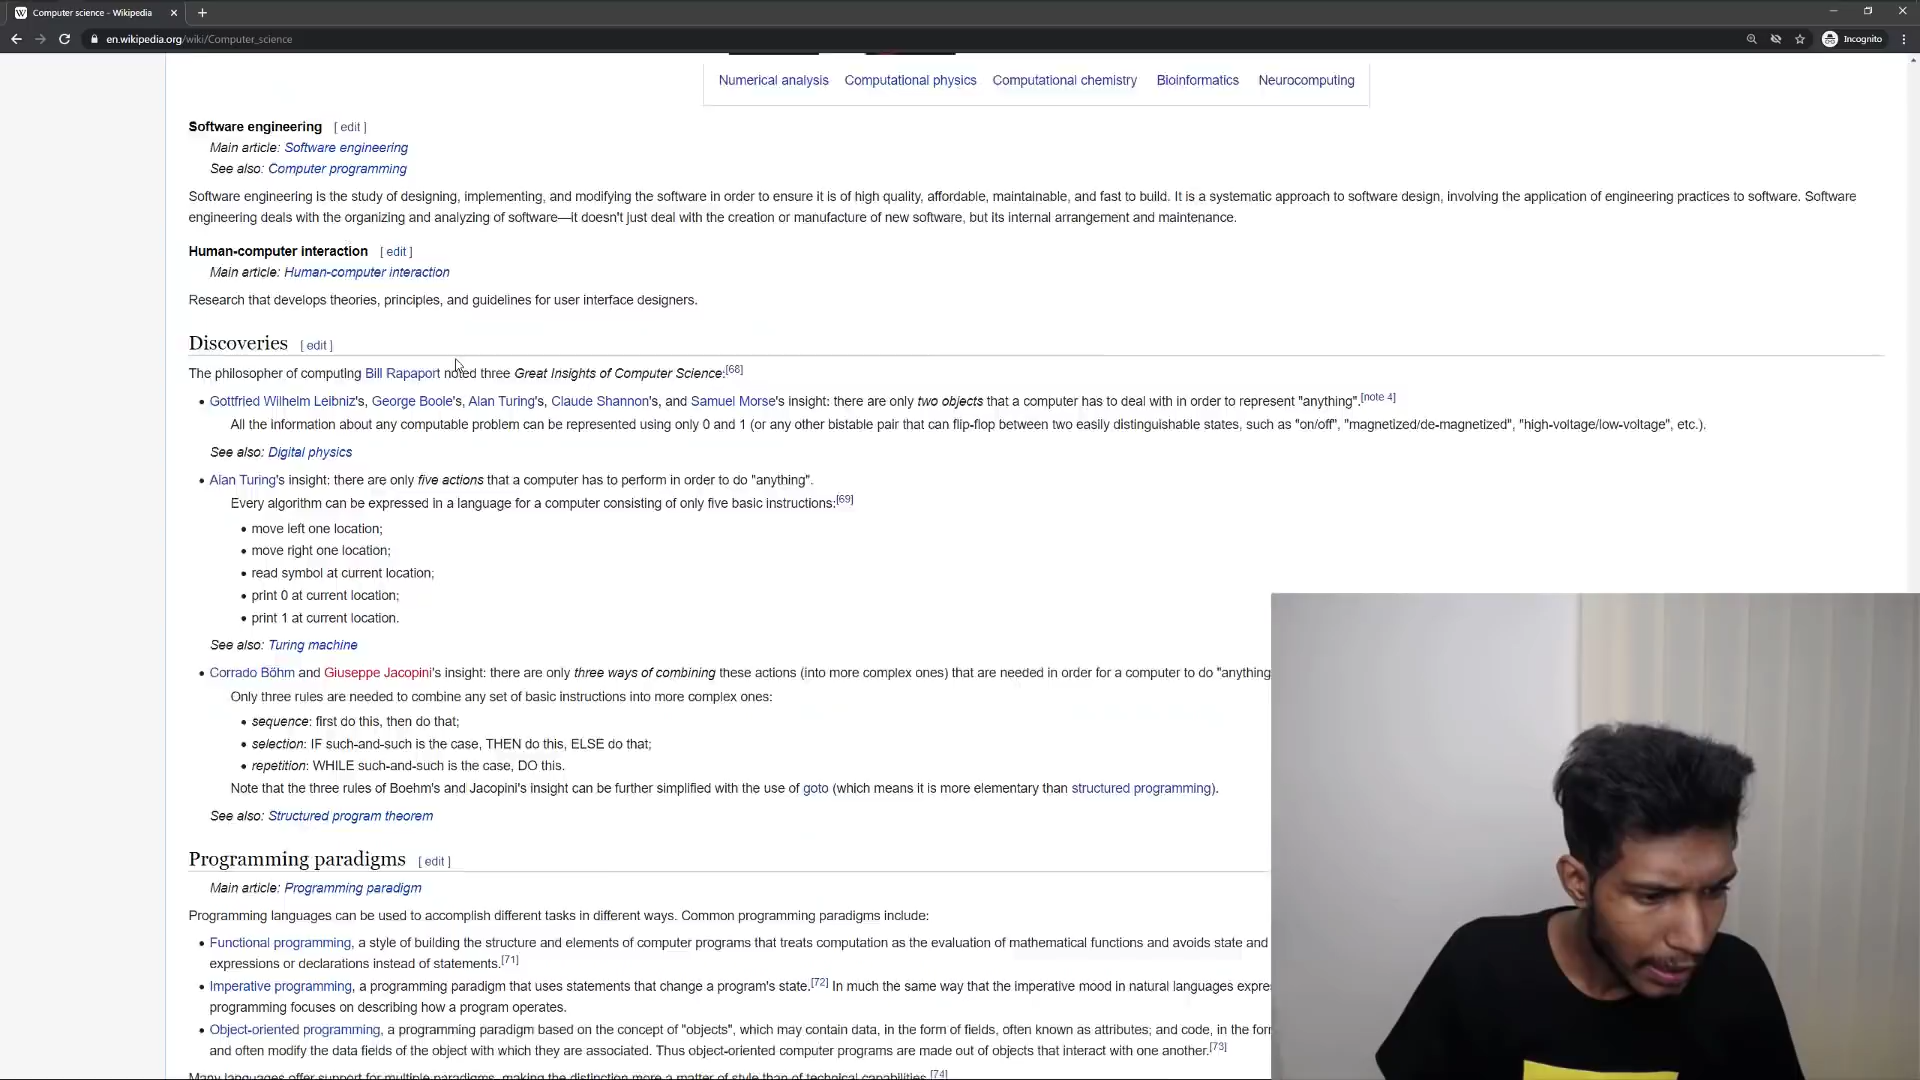 Computer science - Wikipedia
en.wikipedia.org/wiki/Computer_science
Incognito
Numerical analysis Computational physics Computational chemistry Bioinformatics Neurocomputing
Software engineering [ edit ]
Main article: Software engineering
See also: Computer programming
Software engineering is the study of designing, implementing, and modifying the software in order to ensure it is of high quality, affordable, maintainable, and fast to build. It is a systematic approach to software design, involving the application of engineering practices to software. Software
engineering deals with the organizing and analyzing of software—it doesn't just deal with the creation or manufacture of new software, but its internal arrangement and maintenance.
Human-computer interaction [ edit ]
Main article: Human-computer interaction
Research that develops theories, principles, and guidelines for user interface designers.
Discoveries [ edit ]
The philosopher of computing Bill Rapaport noted three Great Insights of Computer Science:[68]
• Gottfried Wilhelm Leibniz's, George Boole's, Alan Turing's, Claude Shannon's, and Samuel Morse's insight: there are only two objects that a computer has to deal with in order to represent "anything".[note 4]
All the information about any computable problem can be represented using only 0 and 1 (or any other bistable pair that can flip-flop between two easily distinguishable states, such as "on/off", "magnetized/de-magnetized", "high-voltage/low-voltage", etc.).
See also: Digital physics
• Alan Turing's insight: there are only five actions that a computer has to perform in order to do "anything".
Every algorithm can be expressed in a language for a computer consisting of only five basic instructions:[69]
• move left one location;
• move right one location;
• read symbol at current location;
• print 0 at current location;
• print 1 at current location.
See also: Turing machine
• Corrado Böhm and Giuseppe Jacopini's insight: there are only three ways of combining these actions (into more complex ones) that are needed in order for a computer to do "anything
Only three rules are needed to combine any set of basic instructions into more complex ones:
• sequence: first do this, then do that;
• selection: IF such-and-such is the case, THEN do this, ELSE do that;
• repetition: WHILE such-and-such is the case, DO this.
Note that the three rules of Boehm's and Jacopini's insight can be further simplified with the use of goto (which means it is more elementary than structured programming).
See also: Structured program theorem
Programming paradigms [ edit ]
Main article: Programming paradigm
Programming languages can be used to accomplish different tasks in different ways. Common programming paradigms include:
• Functional programming, a style of building the structure and elements of computer programs that treats computation as the evaluation of mathematical functions and avoids state and
expressions or declarations instead of statements.[71]
• Imperative programming, a programming paradigm that uses statements that change a program's state.[72] In much the same way that the imperative mood in natural languages expre
programming focuses on describing how a program operates.
• Object-oriented programming, a programming paradigm based on the concept of "objects", which may contain data, in the form of fields, often known as attributes; and code, in the for
and often modify the data fields of the object with which they are associated. Thus object-oriented computer programs are made out of objects that interact with one another.[73]
Many languages offer support for multiple paradigms, making the distinction more a matter of style than of technical capabilities.[74]